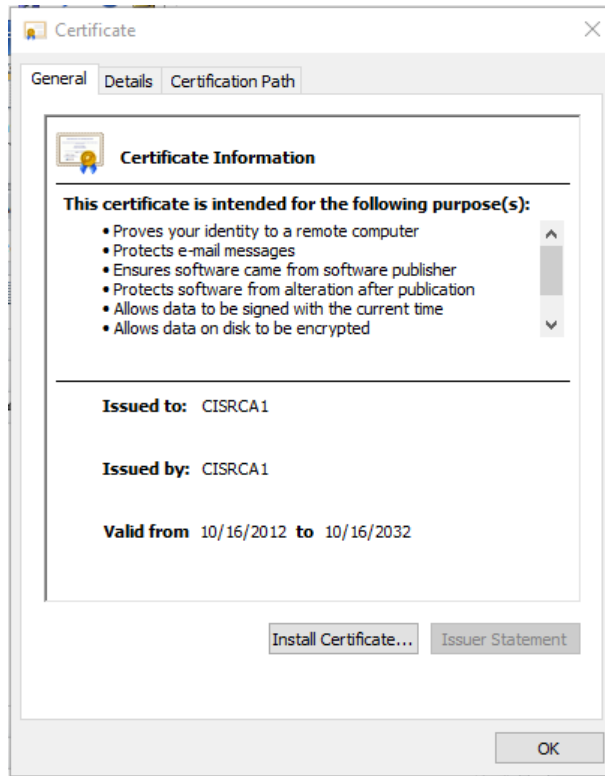 Certificate
General Details Certification Path
Certificate Information
This certificate is intended for the following purpose(s):
• Proves your identity to a remote computer
• Protects e-mail messages
• Ensures software came from software publisher
• Protects software from alteration after publication
• Allows data to be signed with the current time
• Allows data on disk to be encrypted
Issued to: CISRCA1
Issued by: CISRCA1
Valid from 10/16/2012 to 10/16/2032
Install Certificate... Issuer Statement
OK